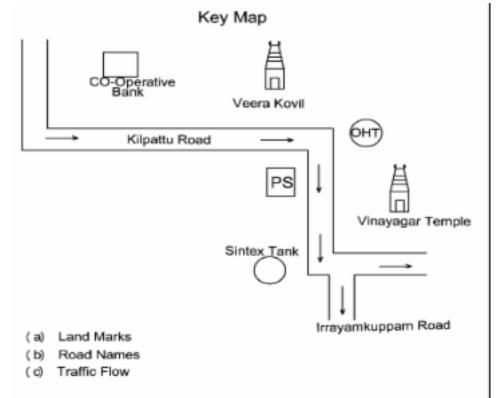 Key Map
CO-Operative
Bank
Veera Kovil
OHT
Kilpattu Road
PS
Vinayagar Temple
Sintex Tank
Irrayamkuppam Road
(a) Land Marks
(b) Road Names
(c) Traffic Flow